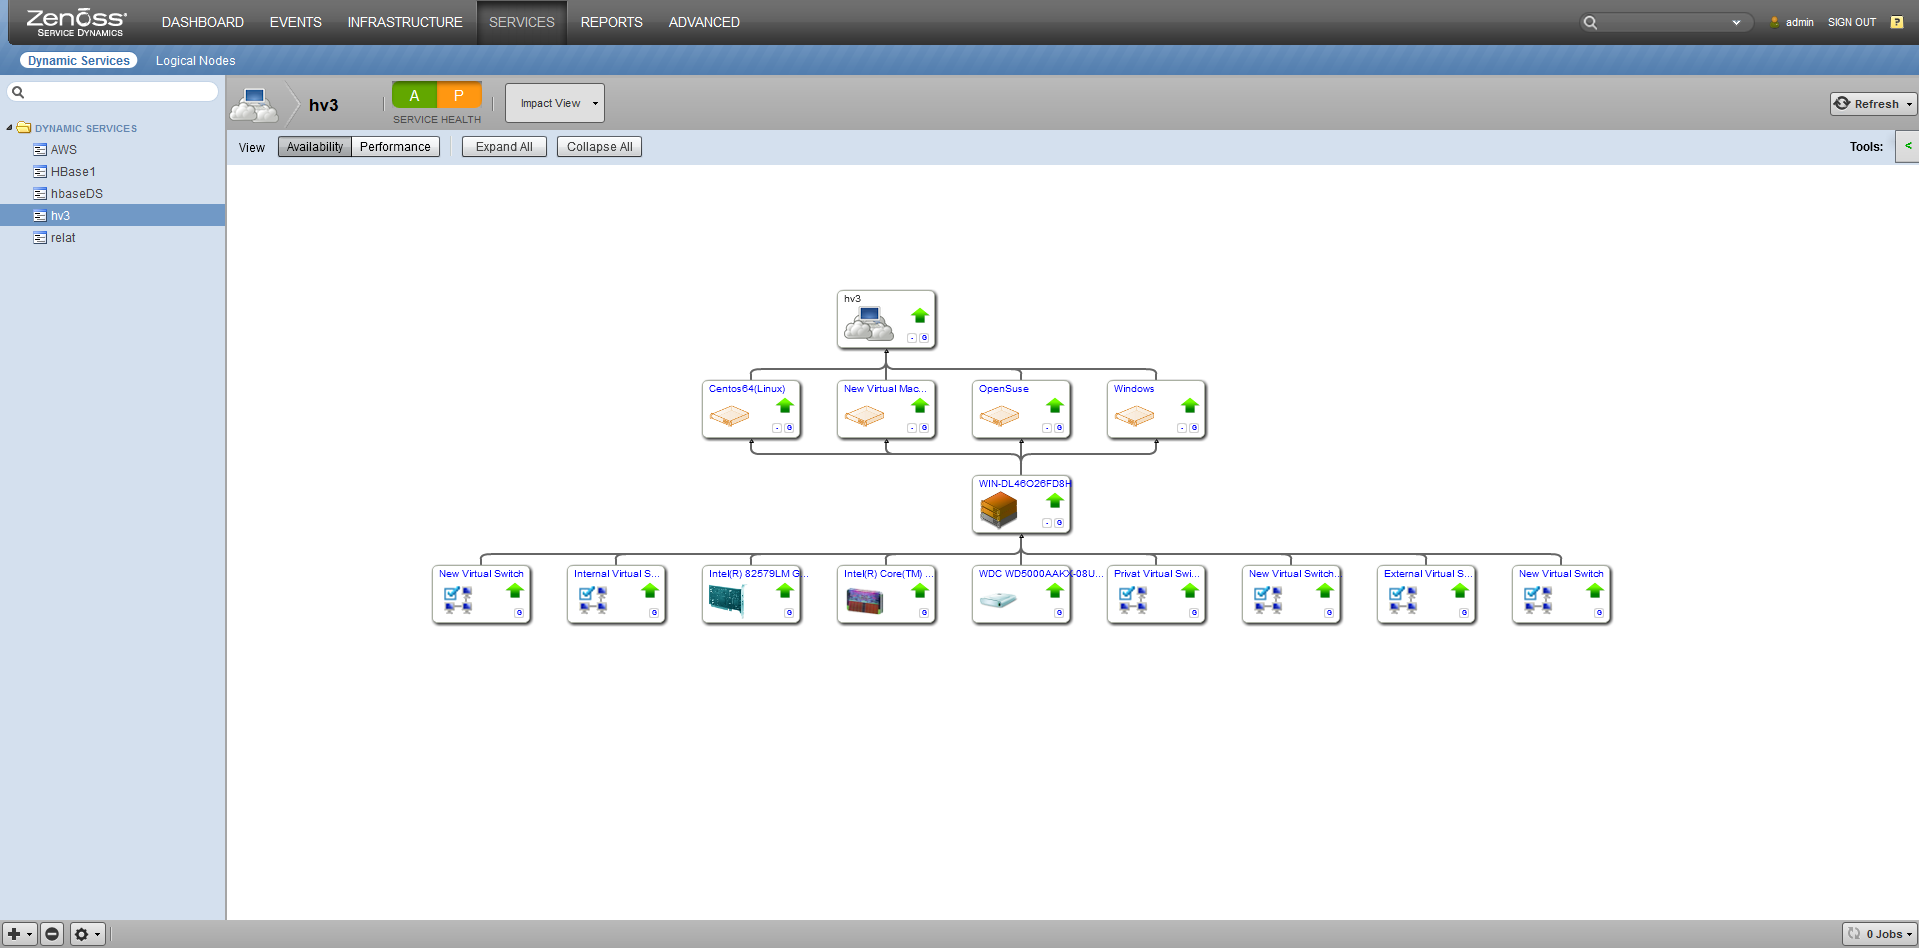 Zenoss
SERVICE DYNAMICS
DASHBOARD EVENTS INFRASTRUCTURE SERVICES REPORTS ADVANCED
admin SIGN OUT ?
Dynamic Services Logical Nodes
hv3
A P
SERVICE HEALTH
Impact View
Refresh
DYNAMIC SERVICES
AWS
HBase1
hbaseDS
hv3
relat
View Availability Performance Expand All Collapse All
Tools: <
hv3
- G
Centos64(Linux) New Virtual Mac... OpenSuse Windows
- G - G - G - G
WIN-DL46O26FD8H
- G
New Virtual Switch Internal Virtual S... Intel(R) 82579LM G... Intel(R) Core(TM) ... WDC WD5000AAKX-08U... Privat Virtual Swi... New Virtual Switch... External Virtual S... New Virtual Switch
G G G G G G G G G
0 Jobs